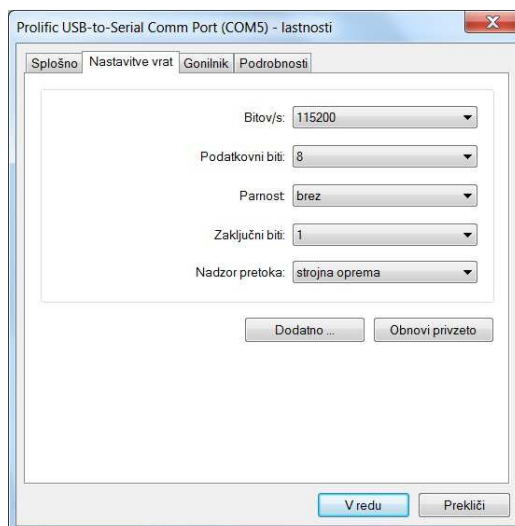 Prolific USB-to-Serial Comm Port (COM5) - lastnosti
Splošno Nastavitve vrat Gonilnik Podrobnosti
Bitov/s: 115200
Podatkovni biti: 8
Parnost: brez
Zaključni biti: 1
Nadzor pretoka: strojna oprema
Dodatno ... Obnovi privzeto
V redu Prekliči